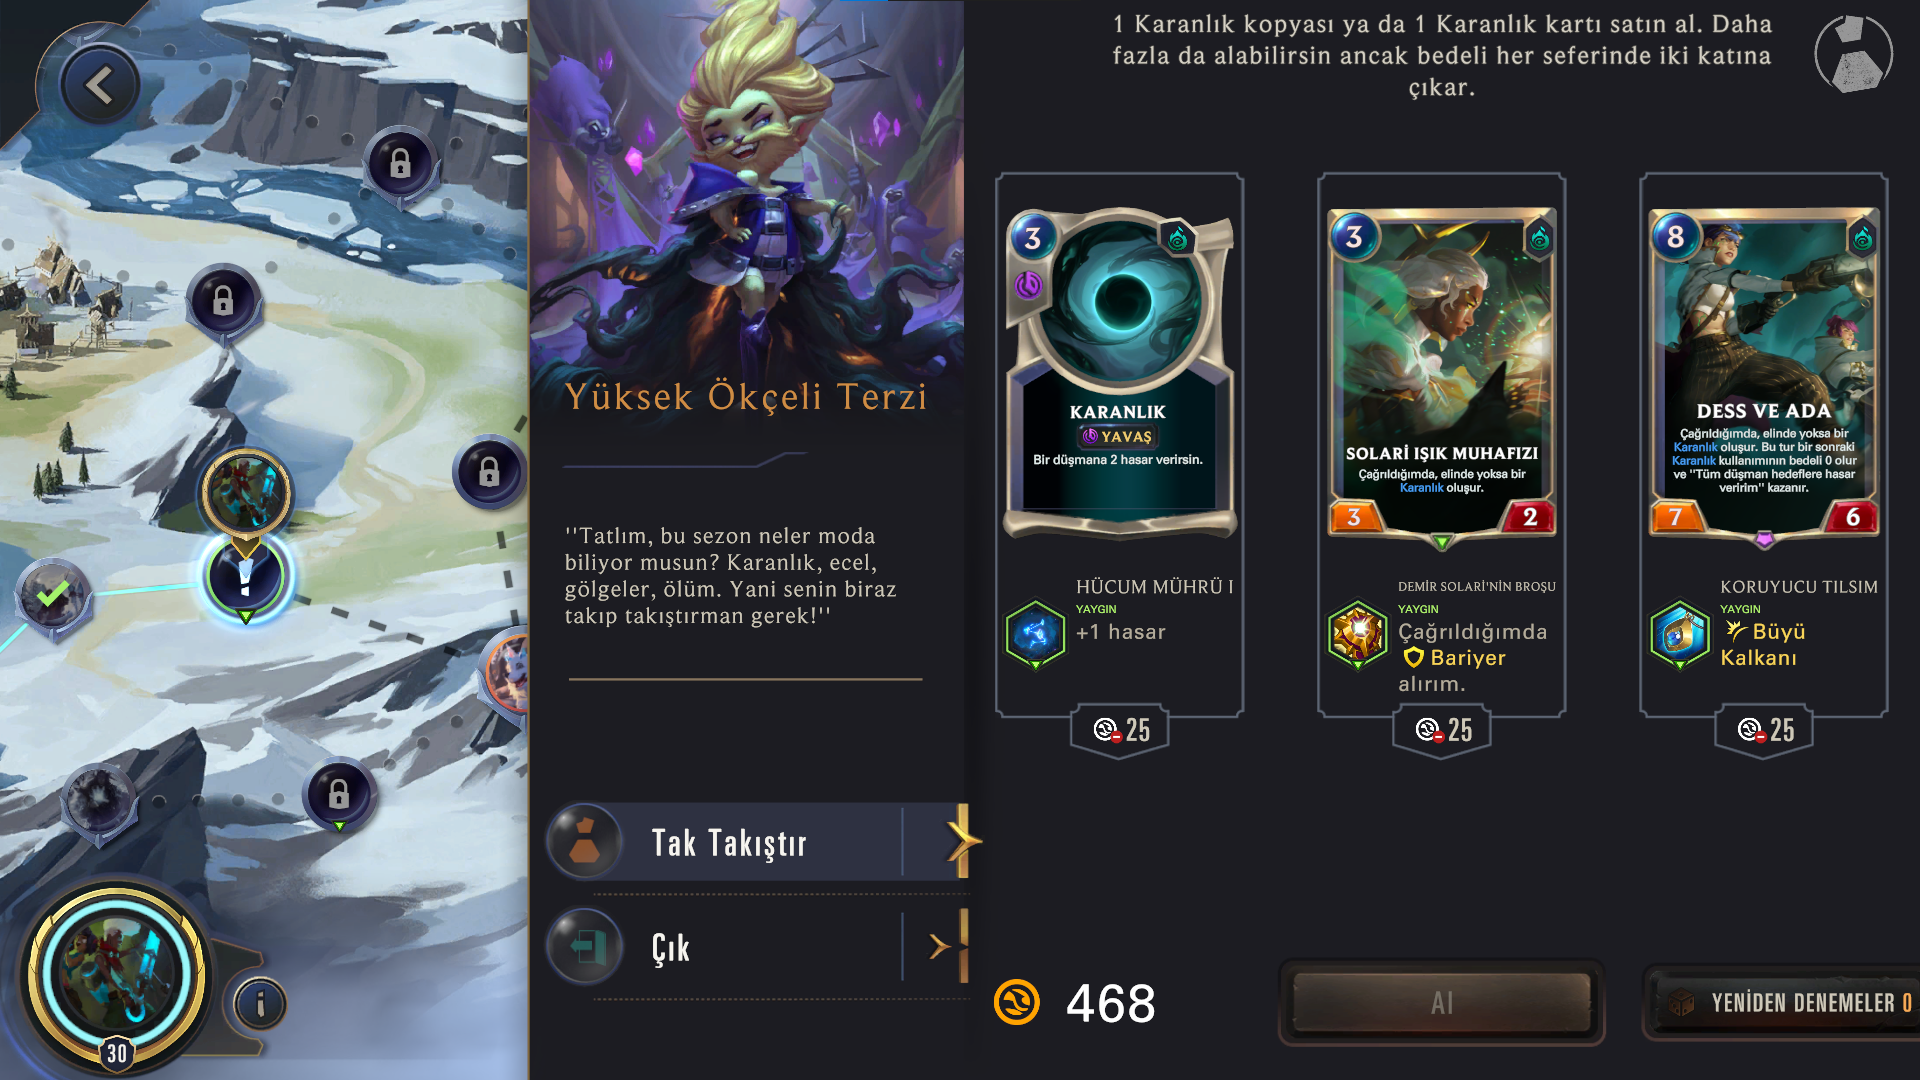 1 Karanlık kopyası ya da 1 Karanlık kartı satın al. Daha
fazla da alabilirsin ancak bedeli her seferinde iki katına
çıkar.
Yüksek Ökçeli Terzi
"Tatlım, bu sezon neler moda
biliyor musun? Karanlık, ecel,
gölgeler, ölüm. Yani senin biraz
takıp takıştırman gerek!"
Tak Takıştır
Çık
30
3
KARANLIK
YAVAŞ
Bir düşmana 2 hasar verirsin.
HÜCUM MÜHRÜ I
YAYGIN
+1 hasar
25
3
SOLARİ IŞIK MUHAFIZI
Çağrıldığımda, elinde yoksa bir
Karanlık oluşur.
3
2
DEMİR SOLARİ'NİN BROŞU
YAYGIN
Çağrıldığımda
Bariyer
alırım.
25
8
DESS VE ADA
Çağrıldığımda, elinde yoksa bir
Karanlık oluşur. Bu tur bir sonraki
Karanlık kullanımının bedeli 0 olur
ve "Tüm düşman hedeflere hasar
veririm" kazanır.
7
6
KORUYUCU TILSIM
YAYGIN
Büyü
Kalkanı
25
468
Al
YENİDEN DENEMELER 0